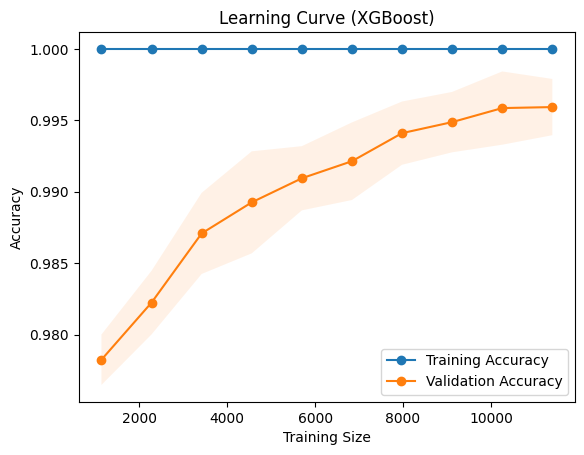 Learning Curve (XGBoost)
1.000
0.995
0.990
0.985
0.980
Accuracy
2000 4000 6000 8000 10000
Training Size
Training Accuracy
Validation Accuracy